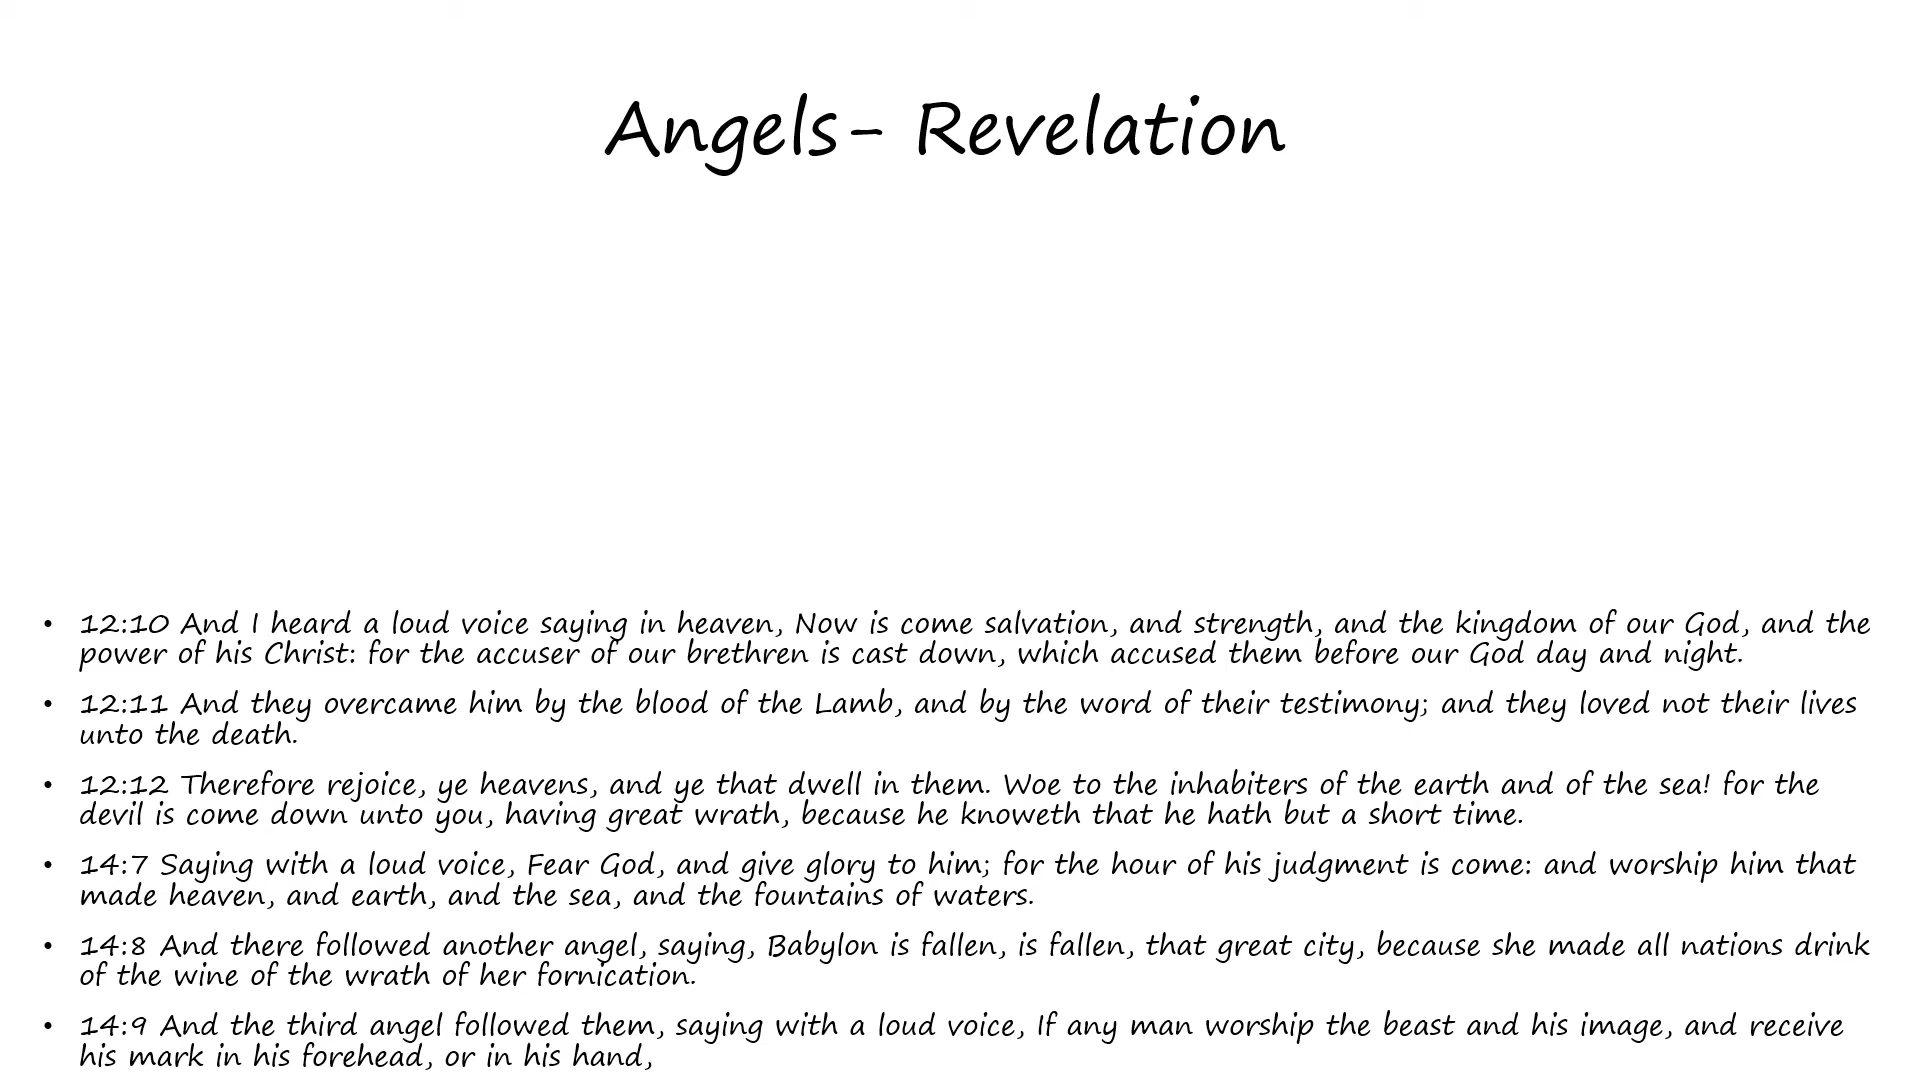 Angels- Revelation
• 12:10 And I heard a loud voice saying in heaven, Now is come salvation, and strength, and the kingdom of our God, and the
power of his Christ: for the accuser of our brethren is cast down, which accused them before our God day and night.
• 12:11 And they overcame him by the blood of the Lamb, and by the word of their testimony; and they loved not their lives
unto the death.
• 12:12 Therefore rejoice, ye heavens, and ye that dwell in them. Woe to the inhabiters of the earth and of the sea! for the
devil is come down unto you, having great wrath, because he knoweth that he hath but a short time.
• 14:7 Saying with a loud voice, Fear God, and give glory to him; for the hour of his judgment is come: and worship him that
made heaven, and earth, and the sea, and the fountains of waters.
• 14:8 And there followed another angel, saying, Babylon is fallen, is fallen, that great city, because she made all nations drink
of the wine of the wrath of her fornication.
• 14:9 And the third angel followed them, saying with a loud voice, If any man worship the beast and his image, and receive
his mark in his forehead, or in his hand,